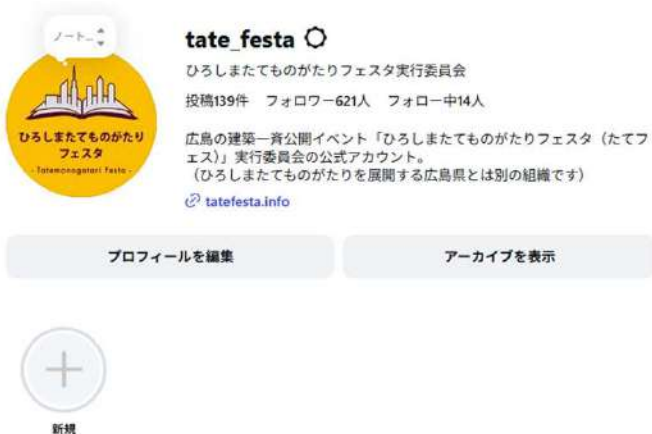 ノート...
tate_festa
ひろしまたてものがたりフェスタ実行委員会
投稿139件 フォロワー621人 フォロー中14人
ひろしまたてものがたり
フェスタ
- Tatemonogatari Festa -
広島の建築一斉公開イベント「ひろしまたてものがたりフェスタ（たてフ
ェス）」実行委員会の公式アカウント。
（ひろしまたてものがたりを展開する広島県とは別の組織です）
tatefesta.info
プロフィールを編集
アーカイブを表示
新規